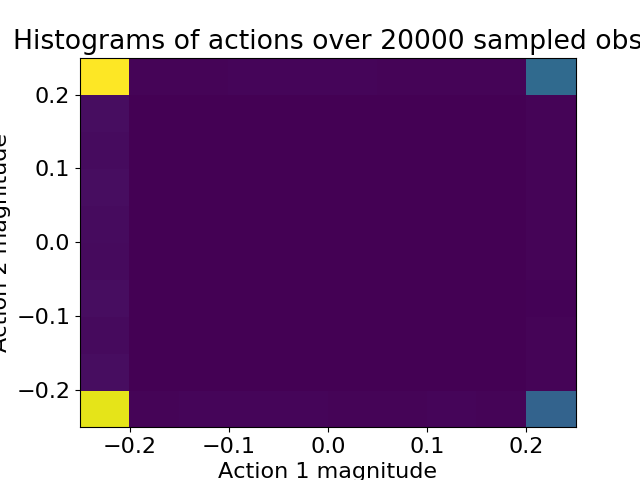 Histograms of actions over 20000 sampled obs
0.2
0.1
0.0
−0.1
−0.2
Action 2 magnitude
−0.2 −0.1 0.0 0.1 0.2
Action 1 magnitude